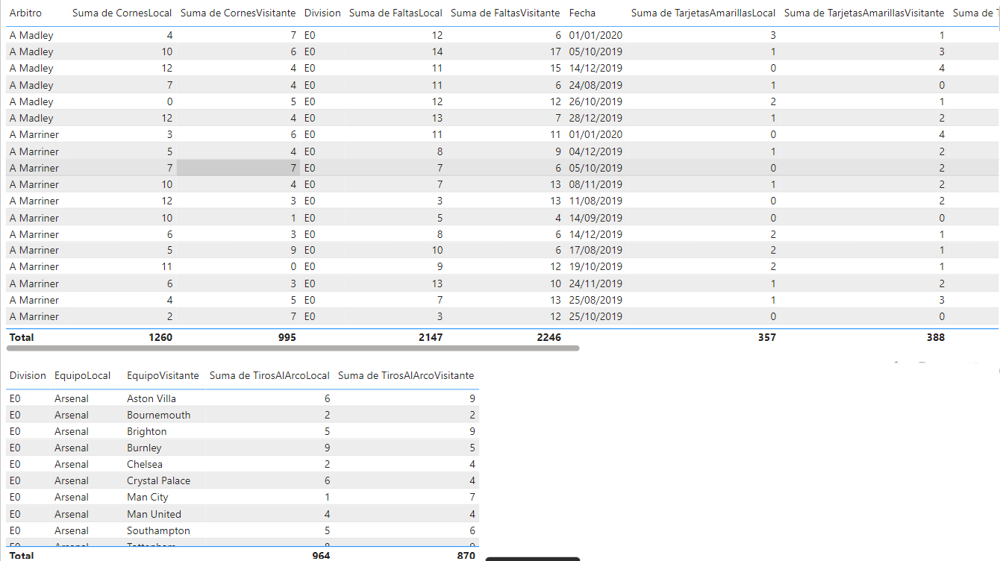 Arbitro Suma de CornesLocal Suma de CornesVisitante Division Suma de FaltasLocal Suma de FaltasVisitante Fecha Suma de TarjetasAmarillasLocal Suma de TarjetasAmarillasVisitante Suma de
A Madley 4 7 E0 12 6 01/01/2020 3 1
A Madley 10 6 E0 14 17 05/10/2019 1 3
A Madley 12 4 E0 11 15 14/12/2019 0 4
A Madley 7 4 E0 11 6 24/08/2019 1 0
A Madley 0 5 E0 12 12 26/10/2019 2 1
A Madley 12 4 E0 13 7 28/12/2019 1 2
A Marriner 3 6 E0 11 11 01/01/2020 0 4
A Marriner 5 4 E0 8 9 04/12/2019 1 2
A Marriner 7 7 E0 7 6 05/10/2019 0 2
A Marriner 10 4 E0 7 13 08/11/2019 1 2
A Marriner 12 3 E0 3 13 11/08/2019 0 2
A Marriner 10 1 E0 5 4 14/09/2019 0 0
A Marriner 6 3 E0 8 6 14/12/2019 2 1
A Marriner 5 9 E0 10 6 17/08/2019 2 1
A Marriner 11 0 E0 9 12 19/10/2019 2 1
A Marriner 6 3 E0 13 10 24/11/2019 1 2
A Marriner 4 5 E0 7 13 25/08/2019 1 3
A Marriner 2 7 E0 3 12 25/10/2019 0 0
Total 1260 995 2147 2246 357 388
Division EquipoLocal EquipoVisitante Suma de TirosAlArcoLocal Suma de TirosAlArcoVisitante
E0 Arsenal Aston Villa 6 9
E0 Arsenal Bournemouth 2 2
E0 Arsenal Brighton 5 9
E0 Arsenal Burnley 9 5
E0 Arsenal Chelsea 2 4
E0 Arsenal Crystal Palace 6 4
E0 Arsenal Man City 1 7
E0 Arsenal Man United 4 4
E0 Arsenal Southampton 5 6
E0 Arsenal Tottenham
Total 964 870